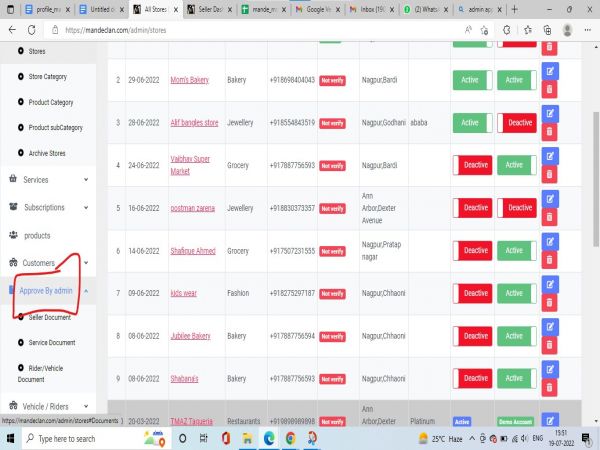 profile_ma
Untitled d
All Stores
Seller Das
mande_m
Google Ve
Inbox (190
(2) Whats
admin ap
https://mandeclan.com/admin/stores
Stores
Store Category
Product Category
Product subCategory
Archive Stores
Services
Subscriptions
products
Customers
Approve By admin
Seller Document
Service Document
Rider/Vehicle
Document
Vehicle / Riders
Active
Deactive
2 29-06-2022 Mom's Bakery Bakery +918698404043 Not verify Nagpur,Bardi Active Active
3 28-06-2022 Alif bangles store Jewellery +918554843519 Not verify Nagpur,Godhani ababa Active Deactive
4 24-06-2022 Vaibhav Super
Market Grocery +917887756593 Not verify Nagpur,Bardi Deactive Active
5 16-06-2022 postman zarena Jewellery +918830373357 Not verify Ann
Arbor,Dexter
Avenue Deactive Deactive
6 14-06-2022 Shafique Ahmed Grocery +917507231555 Not verify Nagpur,Pratap
nagar Deactive Active
7 09-06-2022 kids wear Fashion +918275297187 Not verify Nagpur,Chhaoni Deactive Active
8 08-06-2022 Jubilee Bakery Bakery +917887756594 Not verify Nagpur,Chhaoni Deactive Active
9 08-06-2022 Shabana's Bakery +917887756593 Not verify Nagpur,Chhaoni Deactive Active
20-03-2022 TMAZ Taqueria Restaurants +919898989898 Not verify Ann
Arbor,Dexter Platinum Active Demo Account
https://mandeclan.com/admin/stores#Documents
Type here to search
25°C Haze
ENG
15:51
19-07-2022